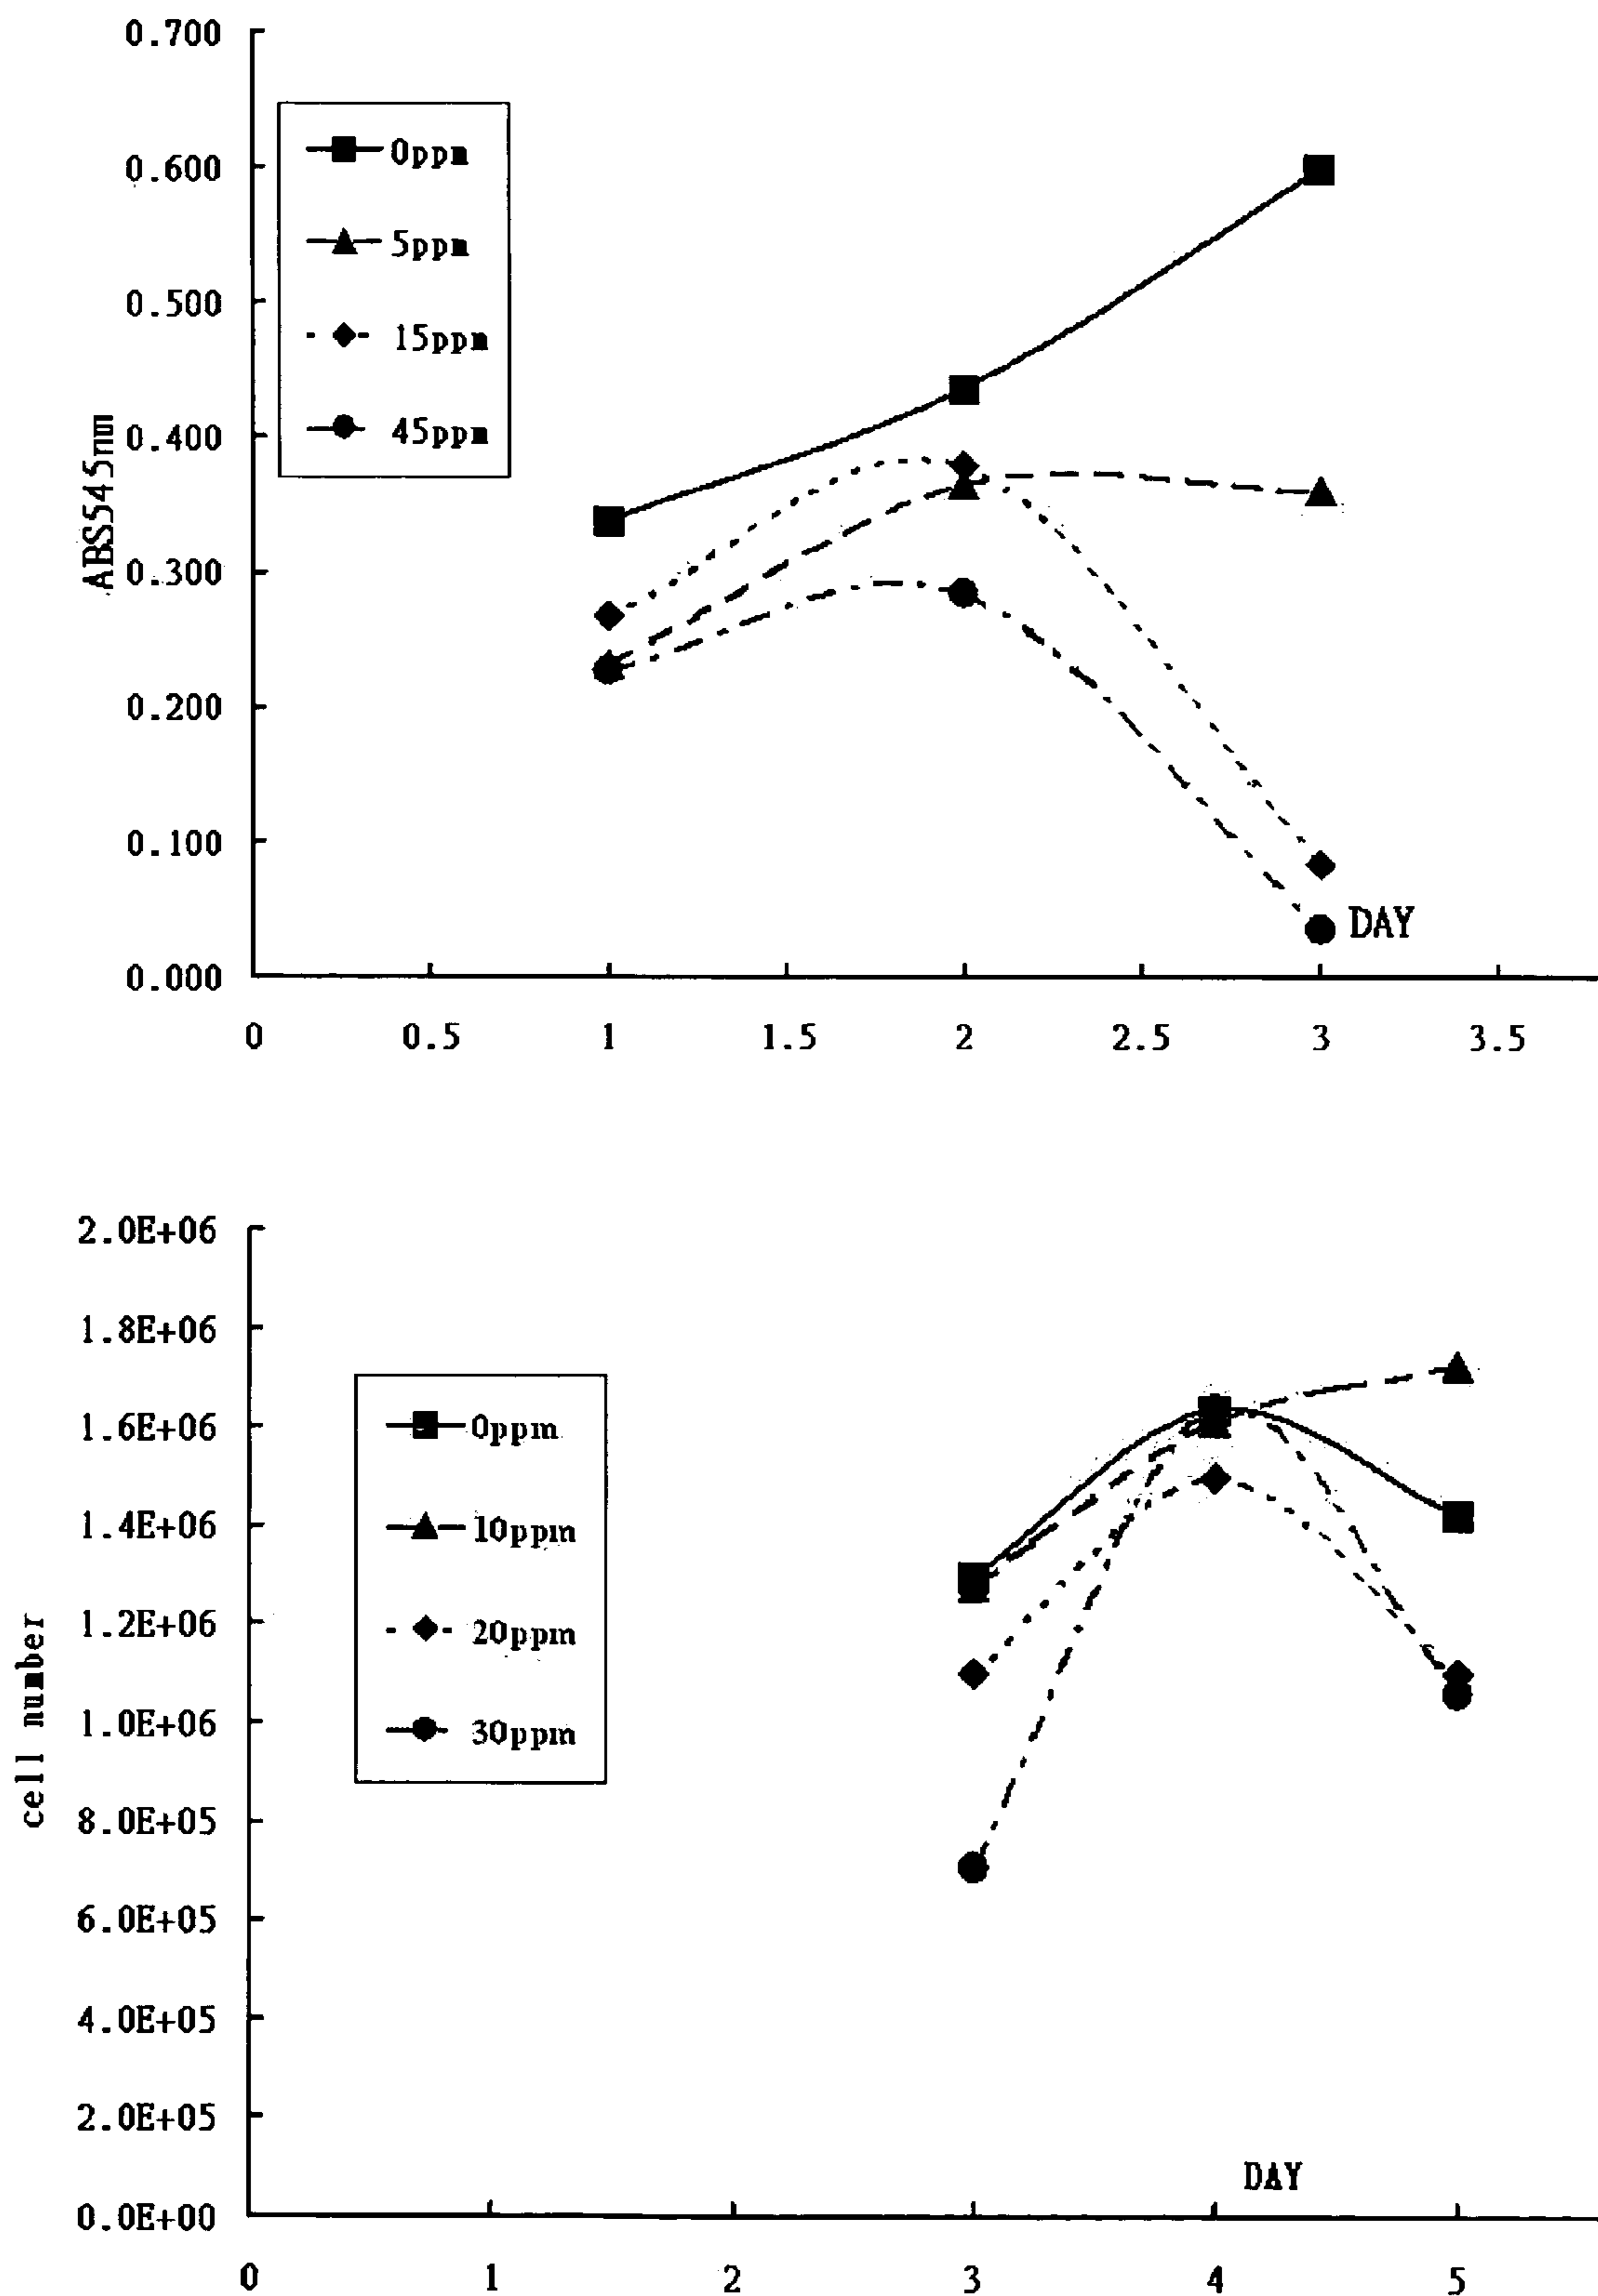 0.700
0.600
0.500
0.400
0.300
0.200
0.100
0.000
ABS545nm
0ppm
5ppm
15ppm
45ppm
DAY
0 0.5 1 1.5 2 2.5 3 3.5
2.0E+06
1.8E+06
1.6E+06
1.4E+06
1.2E+06
1.0E+06
8.0E+05
6.0E+05
4.0E+05
2.0E+05
0.0E+00
cell number
0ppm
10ppm
20ppm
30ppm
DAY
0 1 2 3 4 5